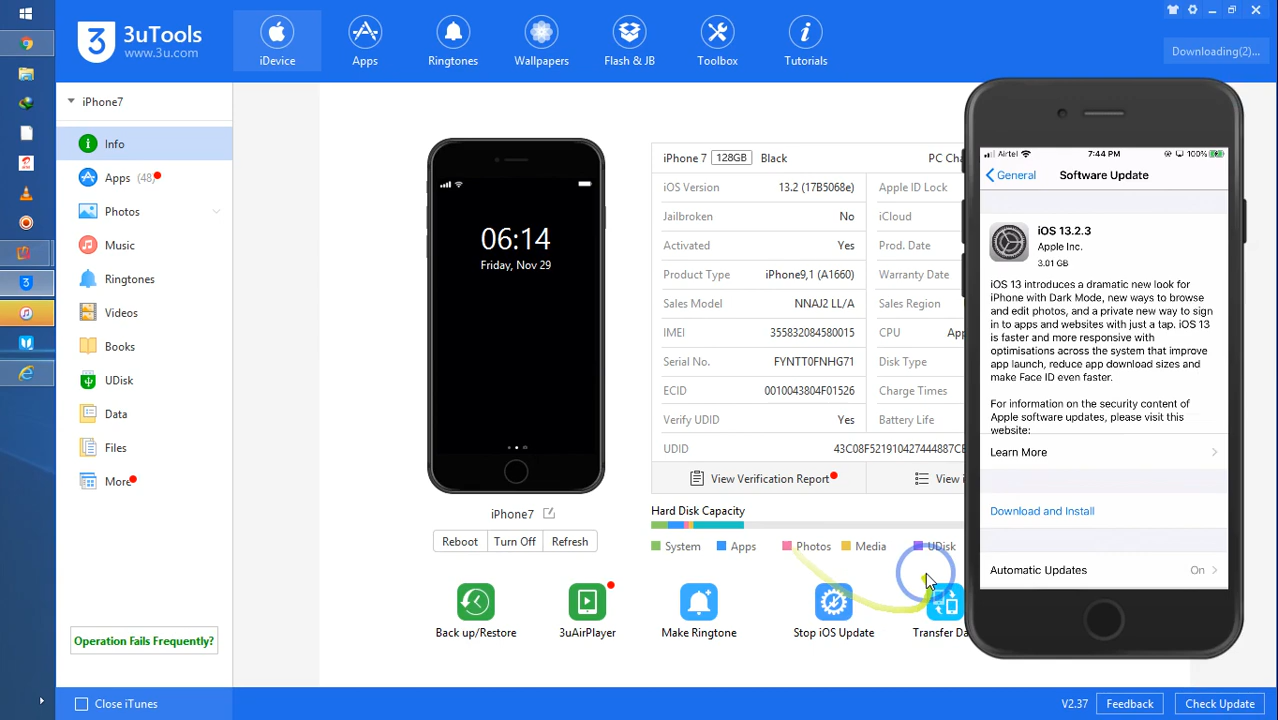 3
3uTools
www.3u.com
iDevice
Apps
Ringtones
Wallpapers
Flash & JB
Toolbox
Tutorials
Downloading(2)...
iPhone7
Info
Apps (48)
Photos
Music
Ringtones
Videos
Books
UDisk
Data
Files
More
Operation Fails Frequently?
Close iTunes
06:14
Friday, Nov 29
iPhone7
Reboot
Turn Off
Refresh
iPhone 7 128GB Black
PC Cha
iOS Version 13.2 (17B5068e) Apple ID Lock
Jailbroken No iCloud
Activated Yes Prod. Date
Product Type iPhone9,1 (A1660) Warranty Date
Sales Model NNAJ2 LL/A Sales Region
IMEI 355832084580015 CPU App
Serial No. FYNTT0FNHG71 Disk Type
ECID 0010043804F01526 Charge Times
Verify UDID Yes Battery Life
UDID 43C08F521910427444887CE
View Verification Report
View i
Hard Disk Capacity
System Apps Photos Media UDisk
Back up/Restore
3uAirPlayer
Make Ringtone
Stop iOS Update
Transfer Da
Airtel 7:44 PM 100%
General Software Update
iOS 13.2.3
Apple Inc.
3.01 GB
iOS 13 introduces a dramatic new look for
iPhone with Dark Mode, new ways to browse
and edit photos, and a private new way to sign
in to apps and websites with just a tap. iOS 13
is faster and more responsive with
optimisations across the system that improve
app launch, reduce app download sizes and
make Face ID even faster.
For information on the security content of
Apple software updates, please visit this
website:
Learn More
Download and Install
Automatic Updates On
V2.37
Feedback
Check Update